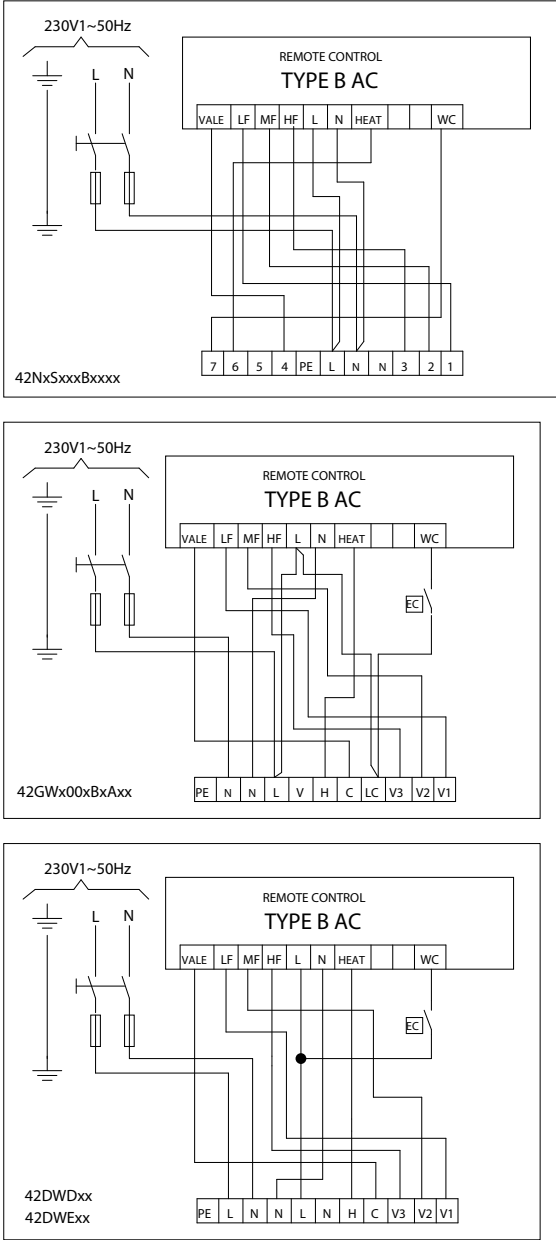 230V1~50Hz
L N
REMOTE CONTROL
TYPE B AC
VALE LF MF HF L N HEAT WC
7 6 5 4 PE L N N 3 2 1
42NxSxxxBxxxx
230V1~50Hz
L N
REMOTE CONTROL
TYPE B AC
VALE LF MF HF L N HEAT WC
EC
PE N N L V H C LC V3 V2 V1
42GWx00xBxAxx
230V1~50Hz
L N
REMOTE CONTROL
TYPE B AC
VALE LF MF HF L N HEAT WC
EC
42DWDxx
42DWExx
PE L N N L N H C V3 V2 V1